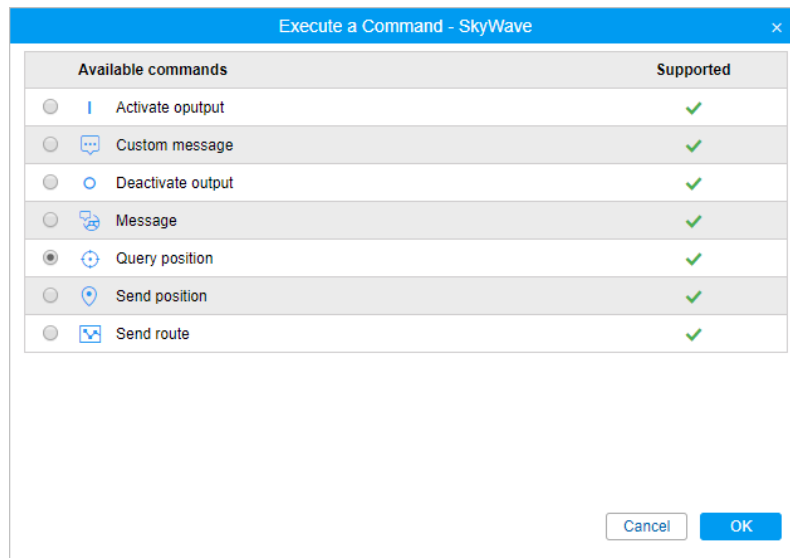 Execute a Command - SkyWave
Available commands Supported
Activate oputput
Custom message
Deactivate output
Message
Query position
Send position
Send route
Cancel OK